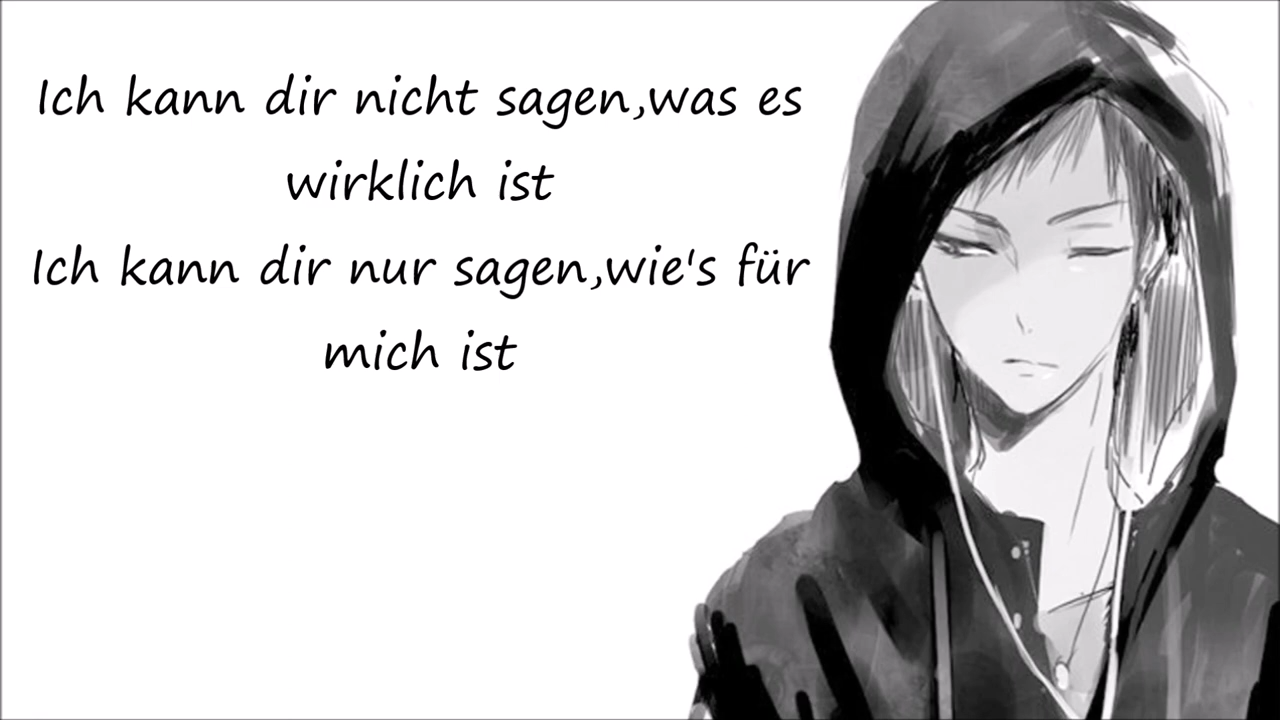 Ich kann dir nicht sagen,was es
wirklich ist
Ich kann dir nur sagen,wie's für
mich ist